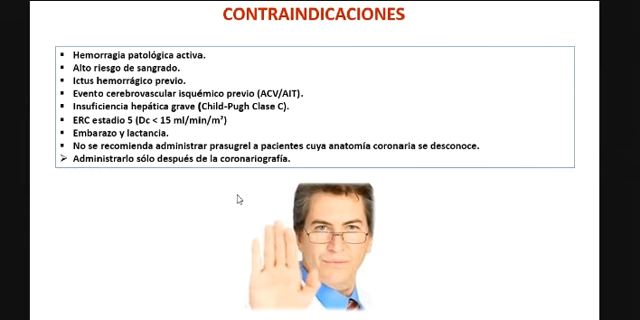 CONTRAINDICACIONES
Hemorragia patológica activa.
Alto riesgo de sangrado.
Ictus hemorrágico previo.
Evento cerebrovascular isquémico previo (ACV/AIT).
Insuficiencia hepática grave (Child-Pugh Clase C).
ERC estadio 5 (Dc < 15 ml/min/m²)
Embarazo y lactancia.
No se recomienda administrar prasugrel a pacientes cuya anatomía coronaria se desconoce.
Administrarlo sólo después de la coronariografía.